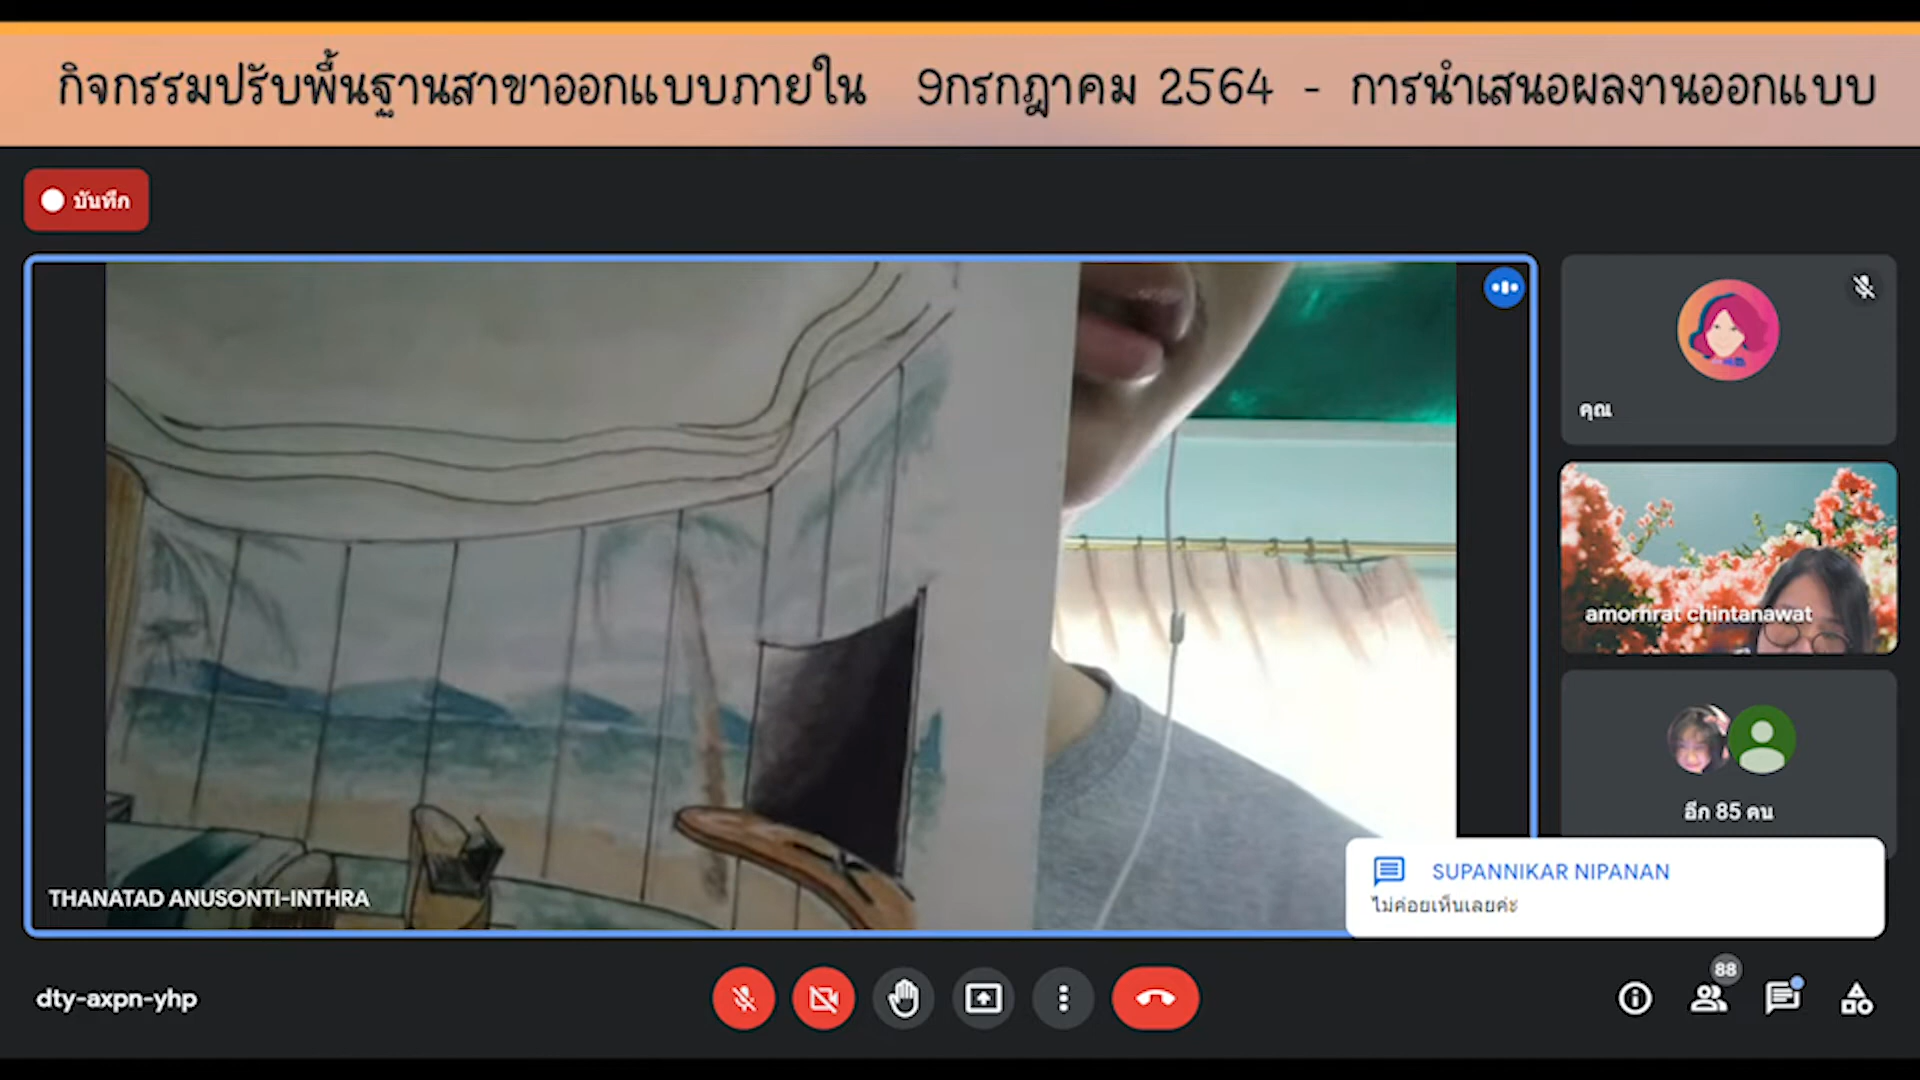 กิจกรรมปรับพื้นฐานสาขาออกแบบภายใน 9กรกฎาคม 2564 - การนำเสนอผลงานออกแบบ
บันทึก
คุณ
amornrat chintanawat
อีก 85 คน
THANATAD ANUSONTI-INTHRA
SUPANNIKAR NIPANAN
ไม่ค่อยเห็นเลยค่ะ
dty-axpn-yhp
88